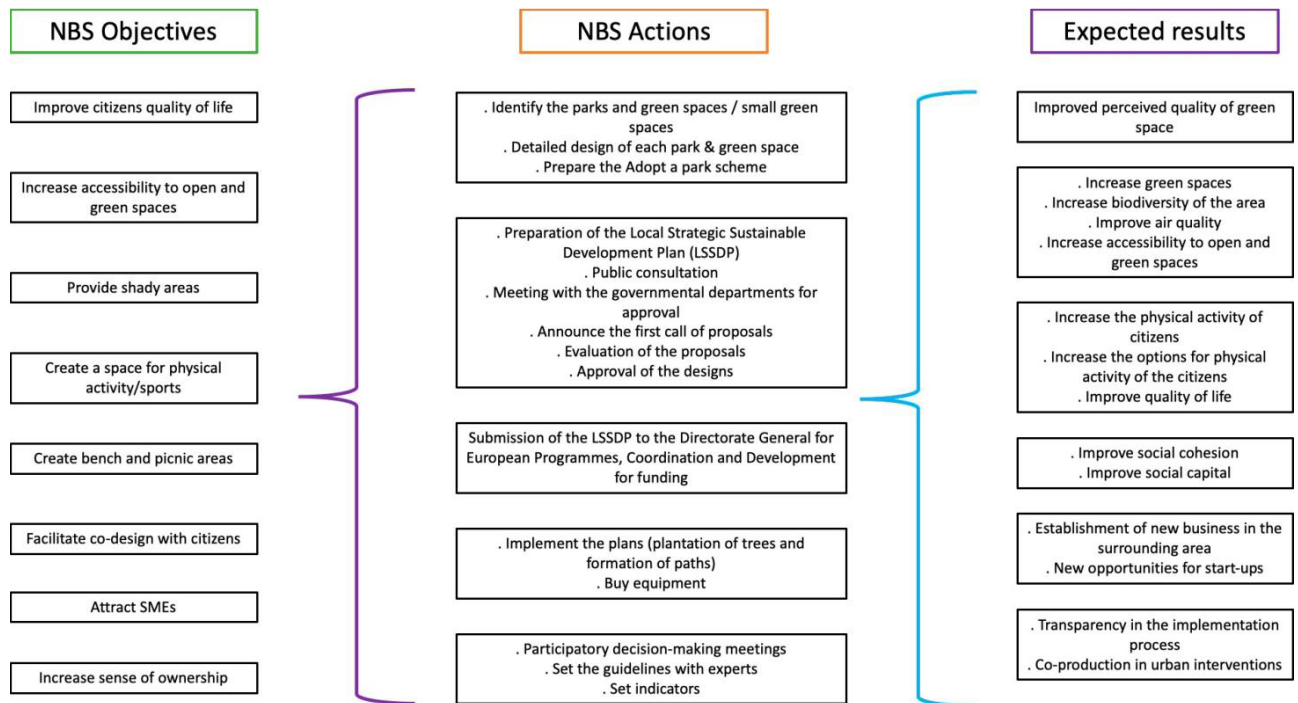 NBS Objectives
Improve citizens quality of life
Increase accessibility to open and
green spaces
Provide shady areas
Create a space for physical
activity/sports
Create bench and picnic areas
Facilitate co-design with citizens
Attract SMEs
Increase sense of ownership
NBS Actions
. Identify the parks and green spaces / small green
spaces
. Detailed design of each park & green space
. Prepare the Adopt a park scheme
. Preparation of the Local Strategic Sustainable
Development Plan (LSSDP)
. Public consultation
. Meeting with the governmental departments for
approval
. Announce the first call of proposals
. Evaluation of the proposals
. Approval of the designs
Submission of the LSSDP to the Directorate General for
European Programmes, Coordination and Development
for funding
. Implement the plans (plantation of trees and
formation of paths)
. Buy equipment
. Participatory decision-making meetings
. Set the guidelines with experts
. Set indicators
Expected results
Improved perceived quality of green
space
. Increase green spaces
. Increase biodiversity of the area
. Improve air quality
. Increase accessibility to open and
green spaces
. Increase the physical activity of
citizens
. Increase the options for physical
activity of the citizens
. Improve quality of life
. Improve social cohesion
. Improve social capital
. Establishment of new business in the
surrounding area
. New opportunities for start-ups
. Transparency in the implementation
process
. Co-production in urban interventions